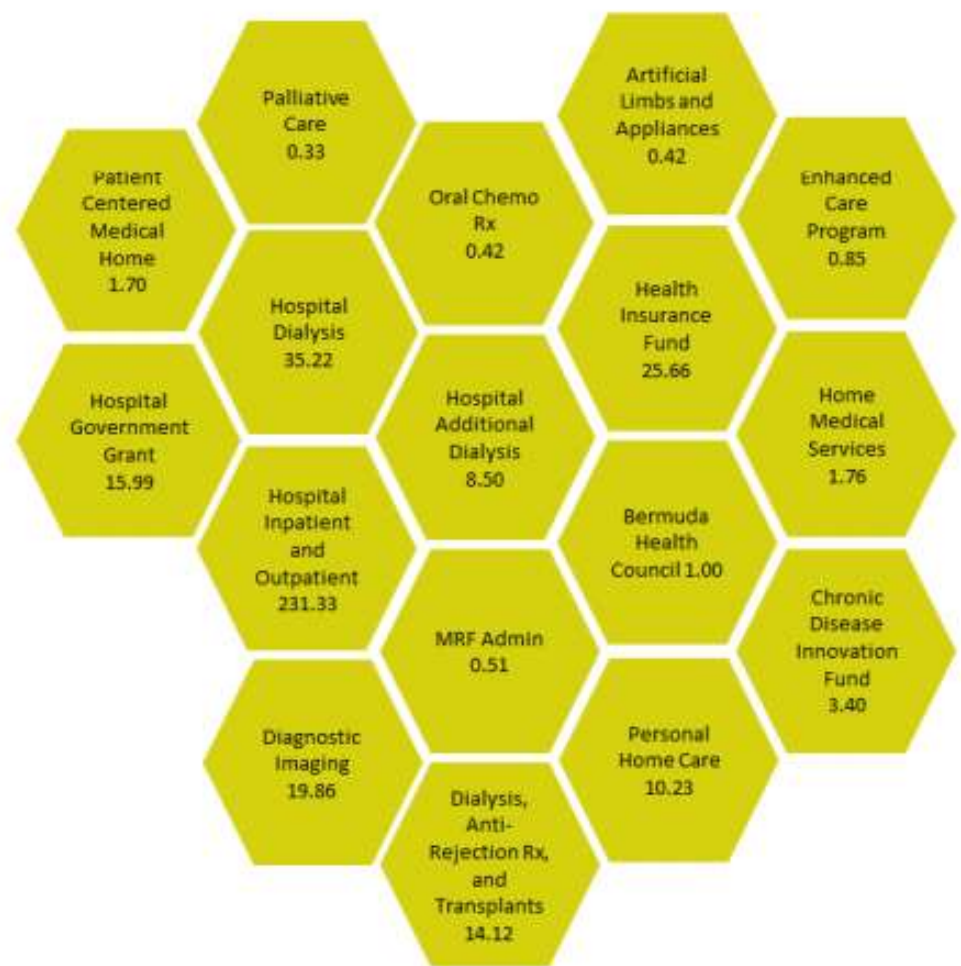 Palliative
Care
0.33
Artificial
Limbs and
Appliances
0.42
Patient
Centered
Medical
Home
1.70
Oral Chemo
Rx
0.42
Enhanced
Care
Program
0.85
Hospital
Dialysis
35.22
Health
Insurance
Fund
25.66
Hospital
Government
Grant
15.99
Hospital
Additional
Dialysis
8.50
Home
Medical
Services
1.76
Hospital
Inpatient
and
Outpatient
231.33
Bermuda
Health
Council 1.00
MRF Admin
0.51
Chronic
Disease
Innovation
Fund
3.40
Diagnostic
Imaging
19.86
Personal
Home Care
10.23
Dialysis,
Anti-
Rejection Rx,
and
Transplants
14.12